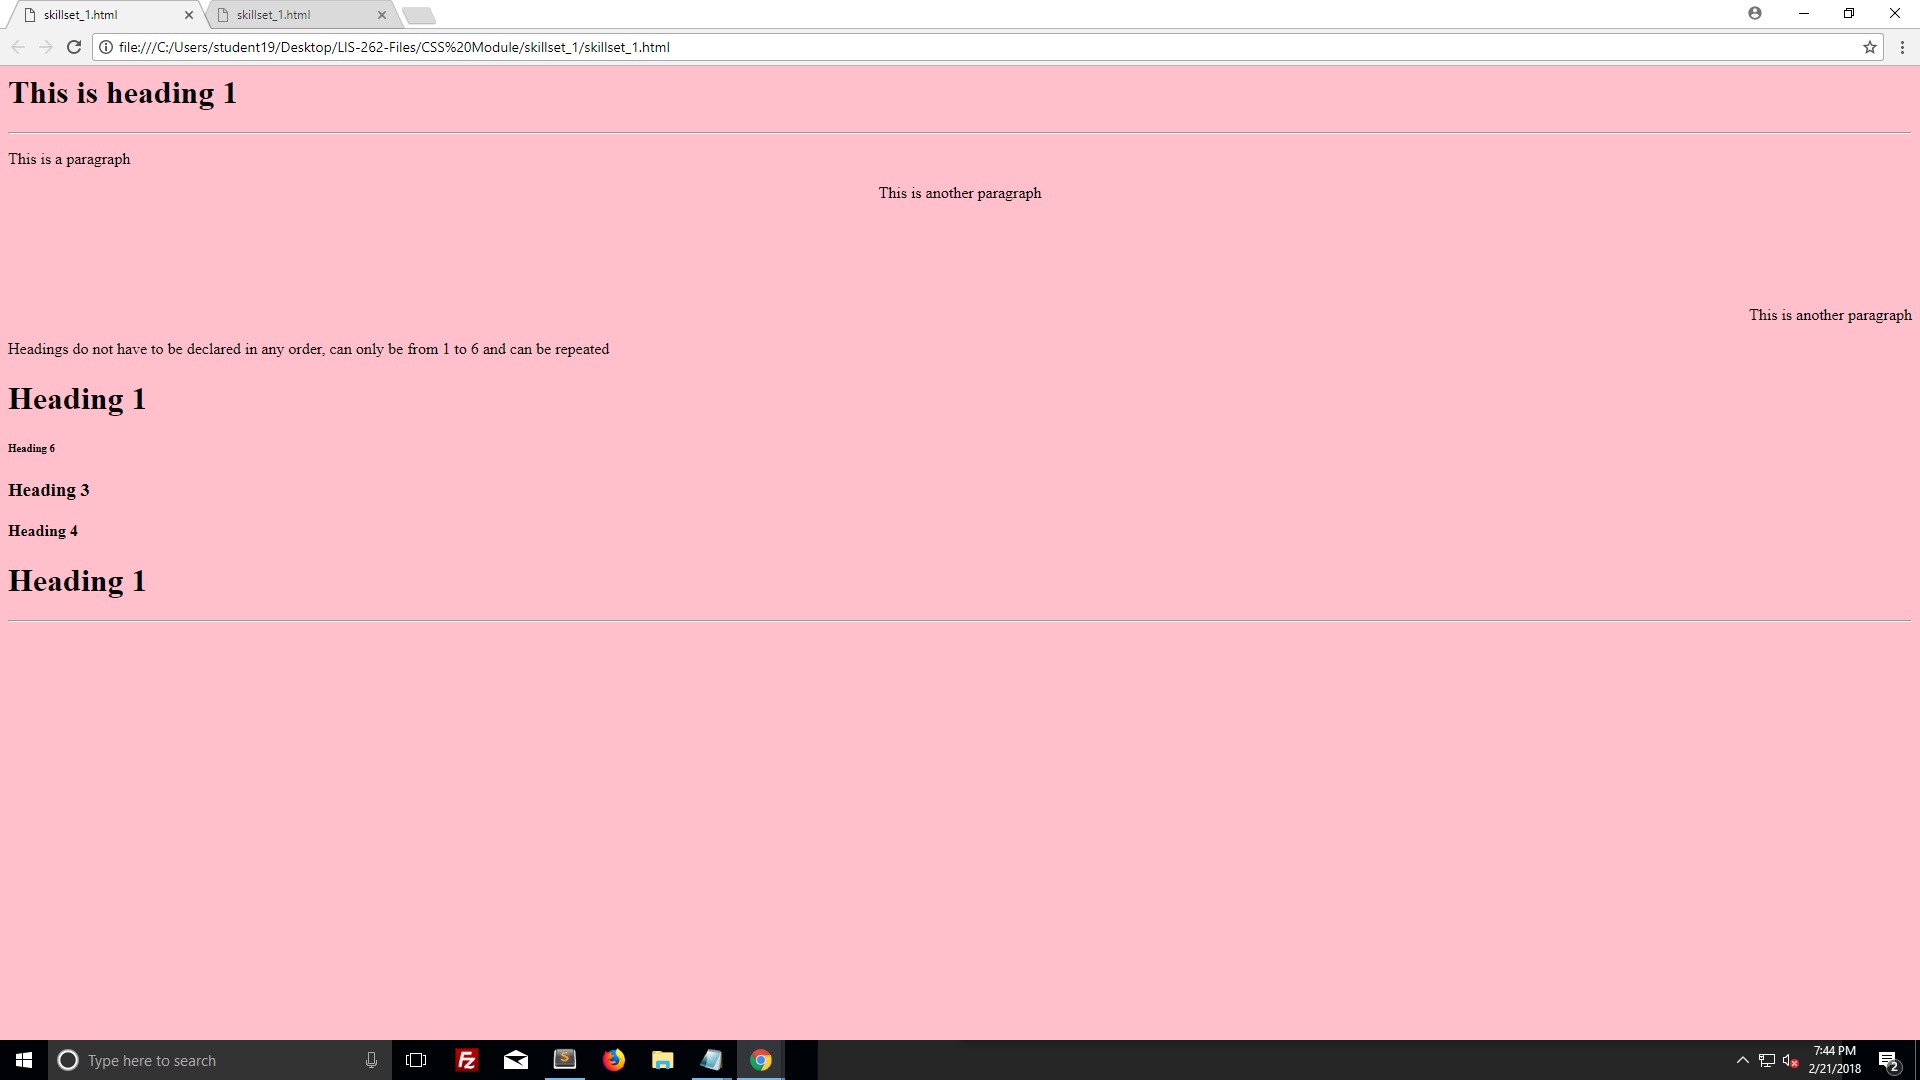 skillset_1.html
skillset_1.html
file:///C:/Users/student19/Desktop/LIS-262-Files/CSS%20Module/skillset_1/skillset_1.html
This is heading 1
This is a paragraph
This is another paragraph
This is another paragraph
Headings do not have to be declared in any order, can only be from 1 to 6 and can be repeated
Heading 1
Heading 6
Heading 3
Heading 4
Heading 1
Type here to search
Fz
S
7:44 PM
2/21/2018
2